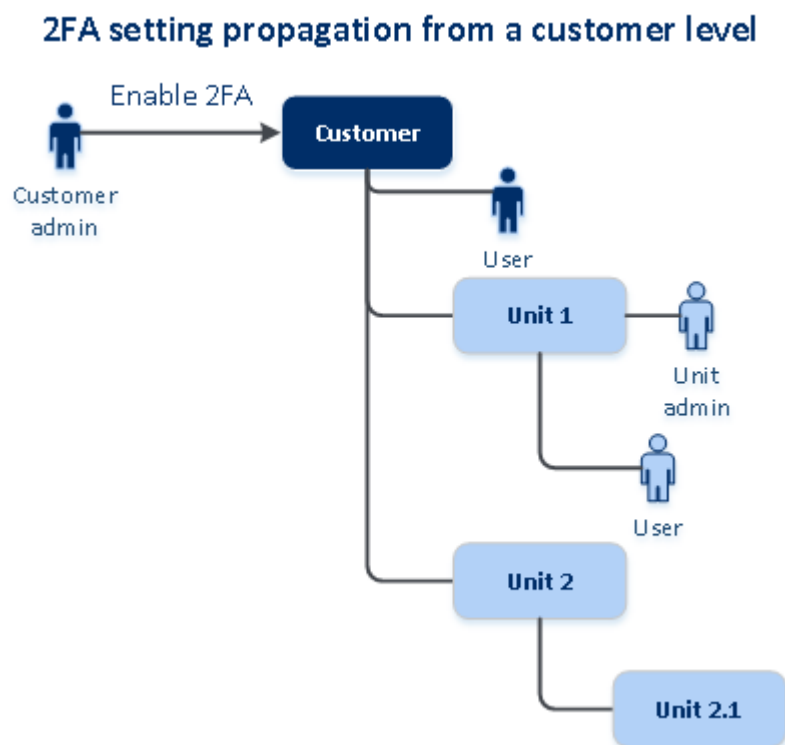 2FA setting propagation from a customer level
Enable 2FA
Customer
Customer
admin
User
Unit 1
Unit
admin
User
Unit 2
Unit 2.1